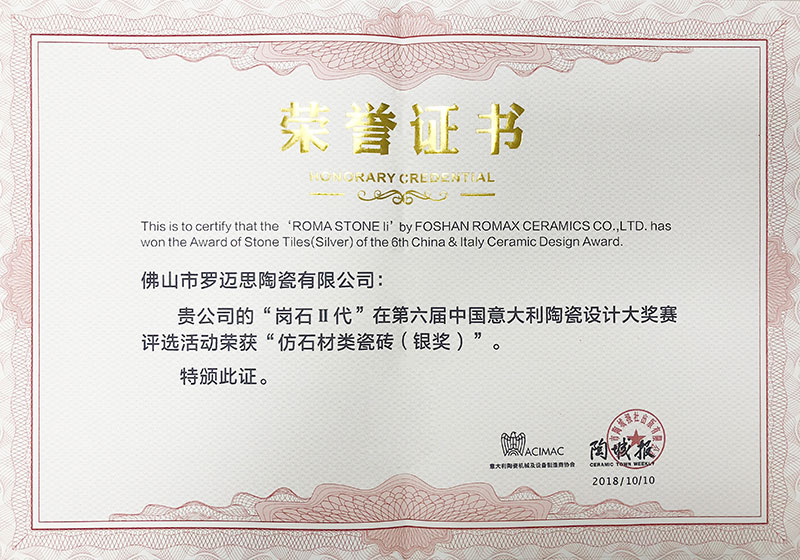 荣誉证书
HONORARY CREDENTIAL
This is to certify that the ‘ROMA STONE Ⅱi’ by FOSHAN ROMAX CERAMICS CO.,LTD. has
won the Award of Stone Tiles(Silver) of the 6th China & Italy Ceramic Design Award.
佛山市罗迈思陶瓷有限公司：
贵公司的“岗石Ⅱ代”在第六届中国意大利陶瓷设计大奖赛
评选活动荣获“仿石材类瓷砖（银奖）”。
特颁此证。
ACIMAC
意大利陶瓷机械及设备制造商协会
陶城报
CERAMIC TOWN WEEKLY
2018/10/10